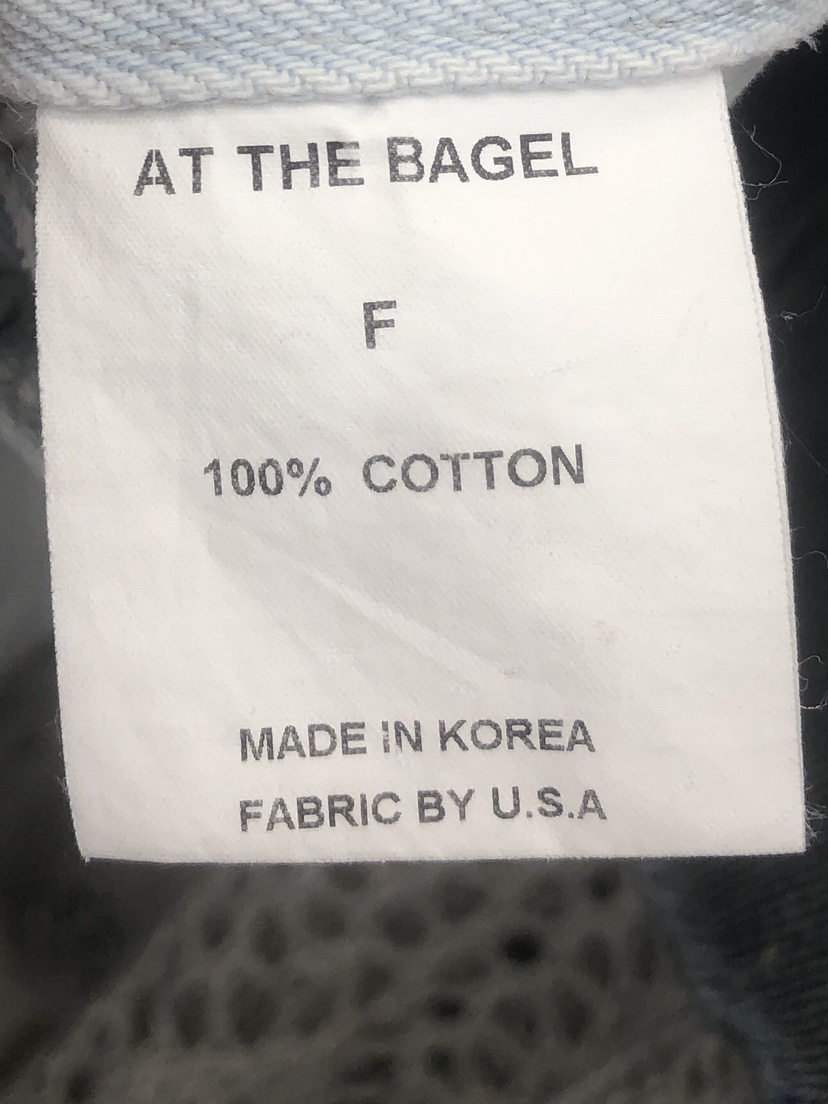 AT THE BAGEL
F
100% COTTON
MADE IN KOREA
FABRIC BY U.S.A